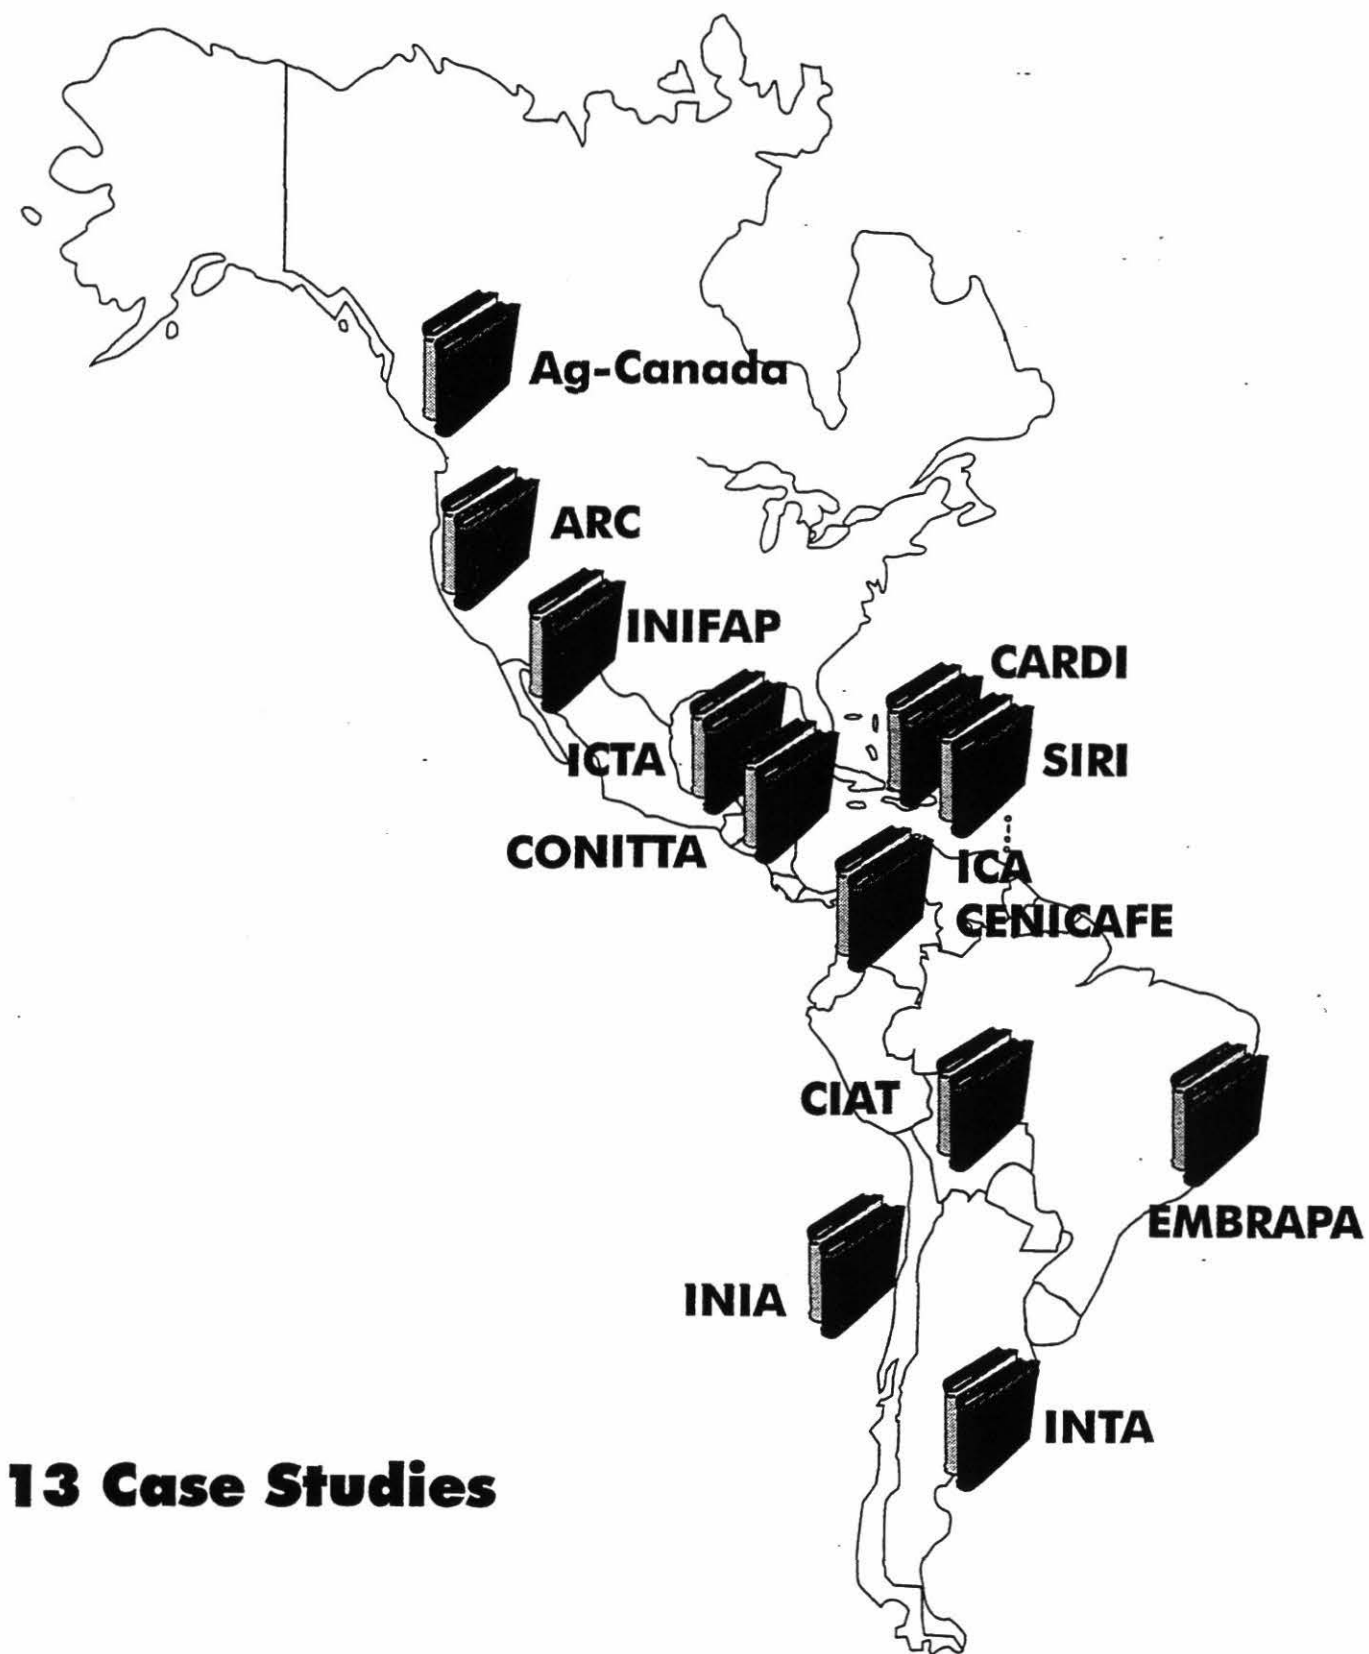 Ag-Canada
ARC
INIFAP
CARDI
ICTA
SIRI
CONITTA
ICA
CENICAFE
CIAT
EMBRAPA
INIA
INTA
13 Case Studies